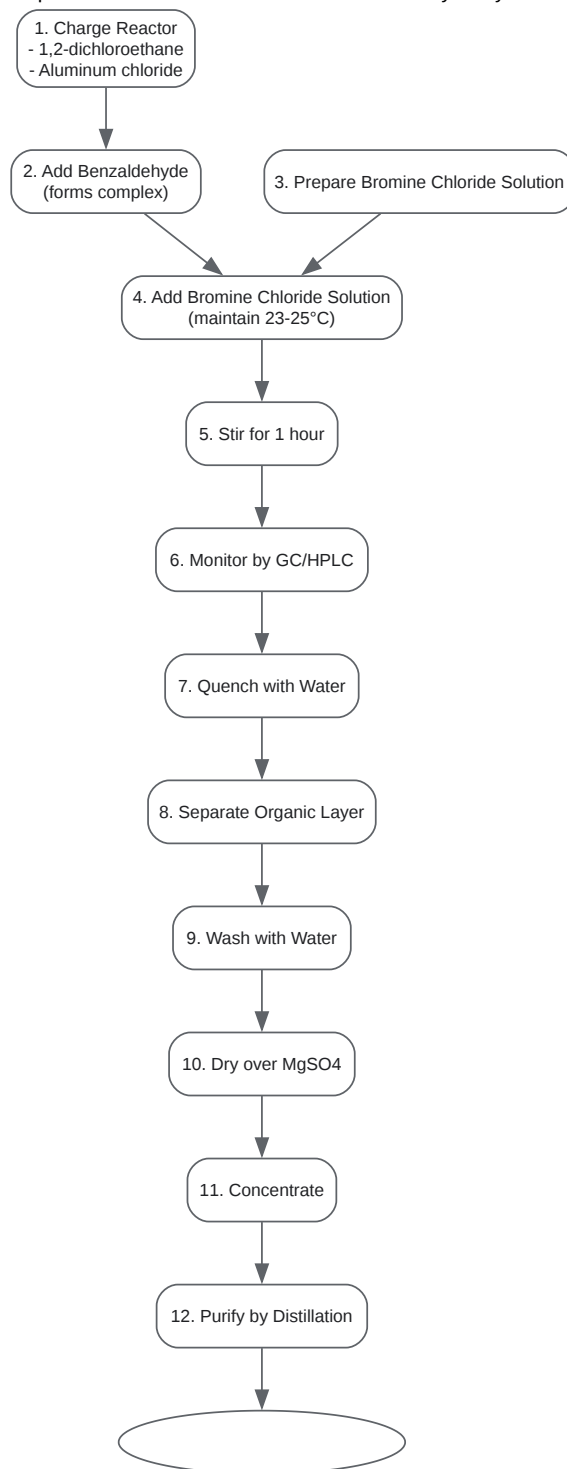 1. Charge Reactor
- 1,2-dichloroethane
- Aluminum chloride
2. Add Benzaldehyde
(forms complex)
3. Prepare Bromine Chloride Solution
4. Add Bromine Chloride Solution
(maintain 23-25°C)
5. Stir for 1 hour
6. Monitor by GC/HPLC
7. Quench with Water
8. Separate Organic Layer
9. Wash with Water
10. Dry over MgSO4
11. Concentrate
12. Purify by Distillation